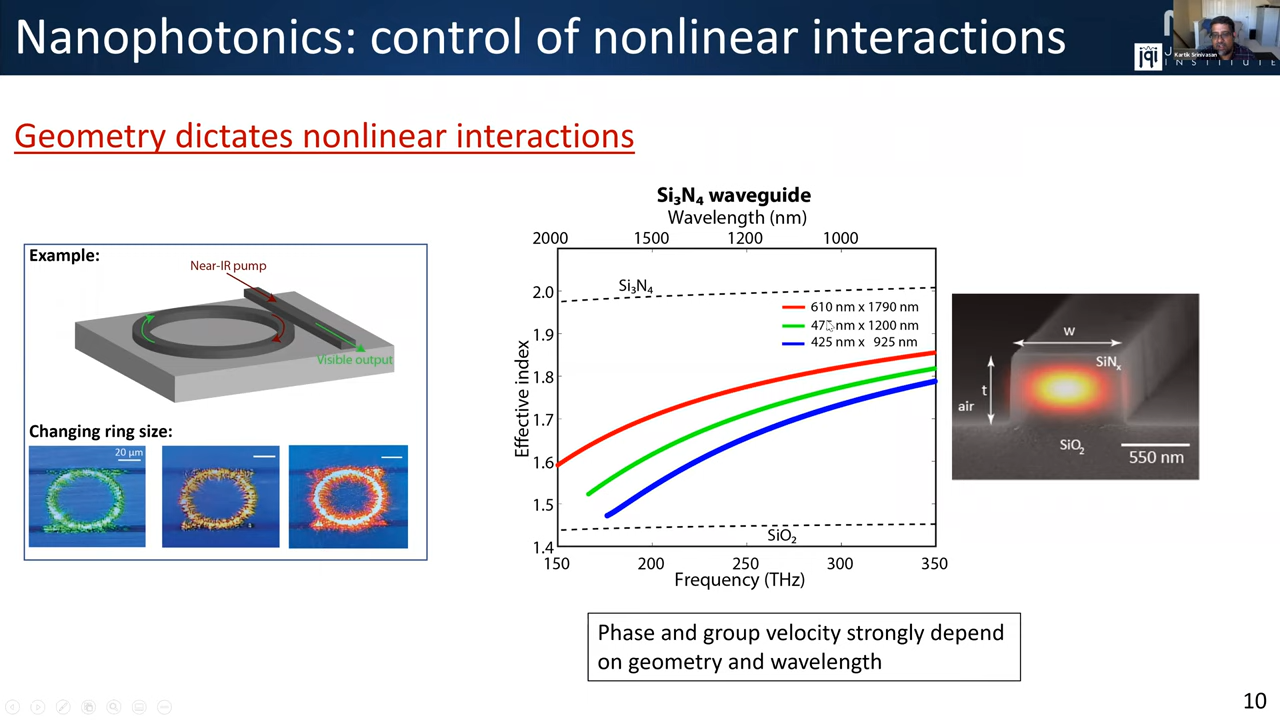 Nanophotonics: control of nonlinear interactions
jqi
Kartik Srinivasan
INSTITUTE
Geometry dictates nonlinear interactions
Example:
Near-IR pump
Visible output
Changing ring size:
20 µm
Si₃N₄ waveguide
Wavelength (nm)
2000 1500 1200 1000
Si₃N₄
610 nm x 1790 nm
nm x 1200 nm
425 nm x 925 nm
2.0
1.9
1.8
1.7
1.6
1.5
1.4
Effective index
SiO₂
150 200 250 300 350
Frequency (THz)
w
SiNₓ
t
air
SiO₂
550 nm
Phase and group velocity strongly depend
on geometry and wavelength
10